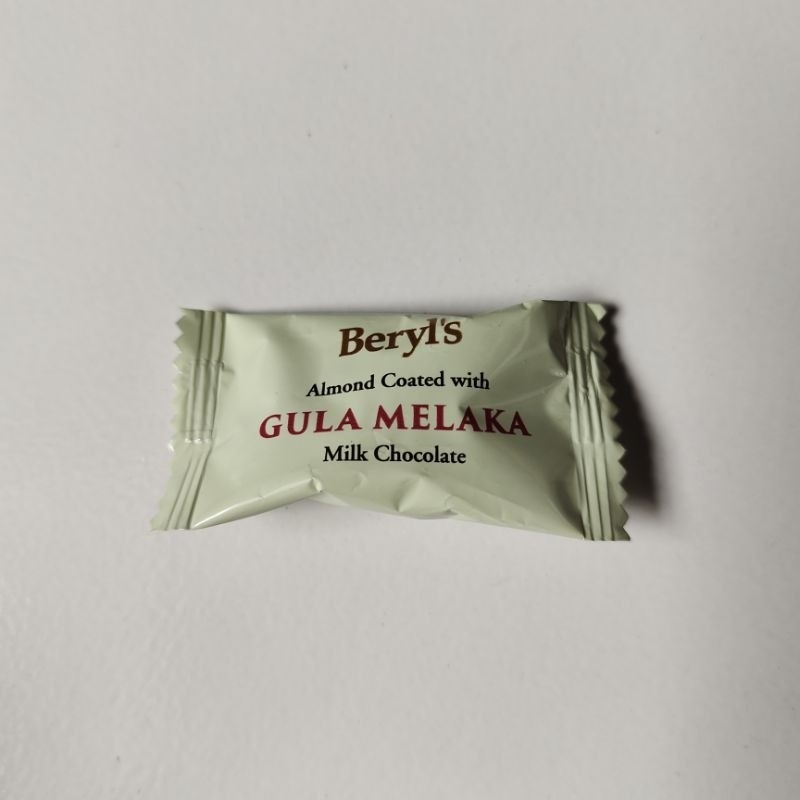 Beryl's
Almond Coated with
GULA MELAKA
Milk Chocolate